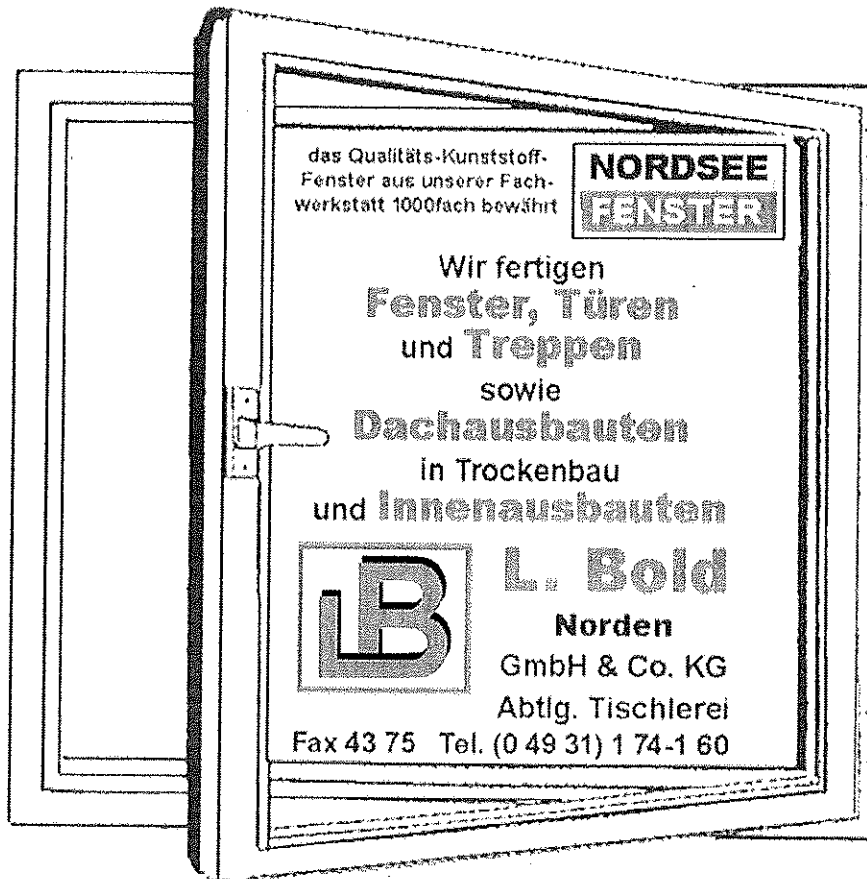 das Qualitäts-Kunststoff-
Fenster aus unserer Fach-
werkstatt 1000fach bewährt
NORDSEE
FENSTER
Wir fertigen
Fenster, Türen
und Treppen
sowie
Dachausbauten
in Trockenbau
und Innenausbauten
LB
L. Bold
Norden
GmbH & Co. KG
Abtlg. Tischlerei
Fax 43 75 Tel. (0 49 31) 1 74-1 60